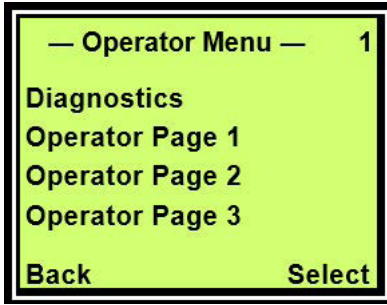 — Operator Menu — 1
Diagnostics
Operator Page 1
Operator Page 2
Operator Page 3
Back Select